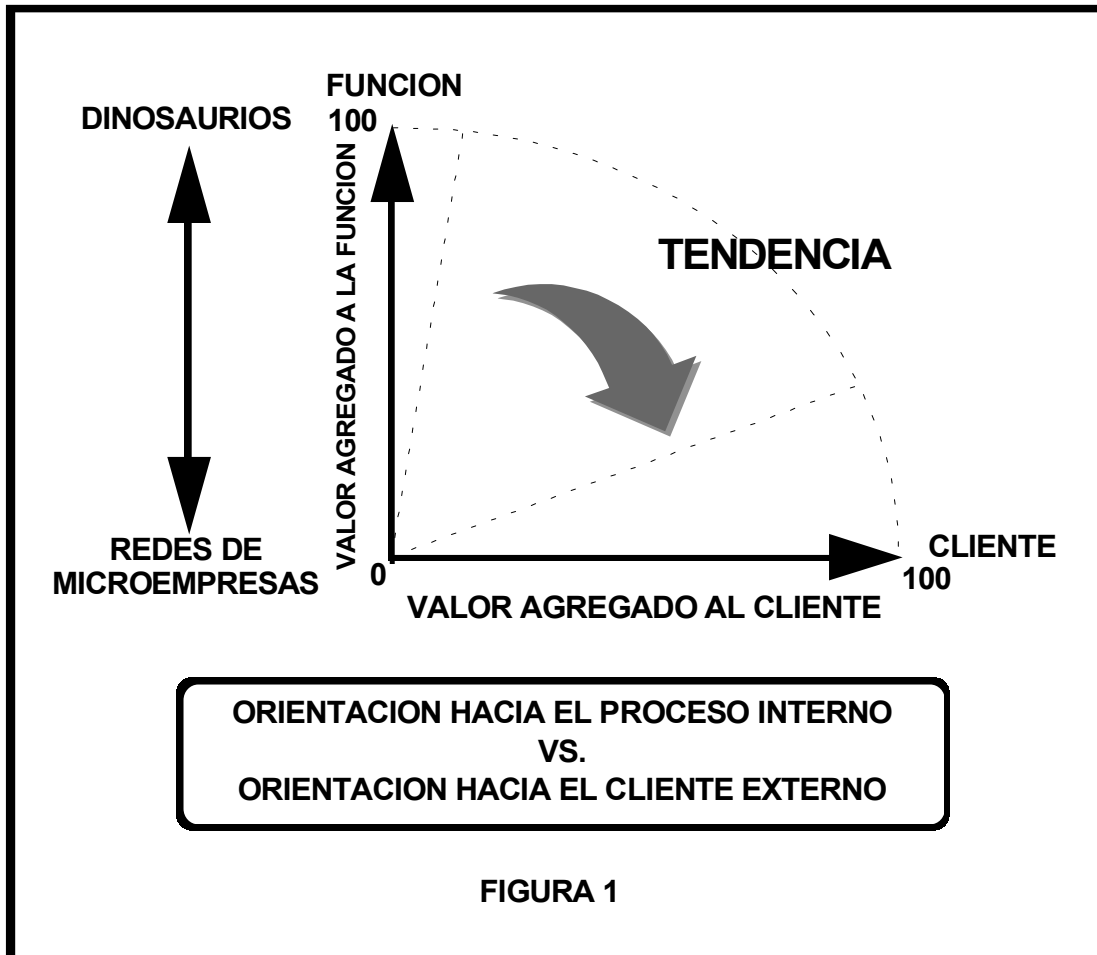 FUNCION
DINOSAURIOS
100
VALOR AGREGADO A LA FUNCION
TENDENCIA
REDES DE
MICROEMPRESAS
0
CLIENTE
100
VALOR AGREGADO AL CLIENTE
ORIENTACION HACIA EL PROCESO INTERNO
VS.
ORIENTACION HACIA EL CLIENTE EXTERNO
FIGURA 1